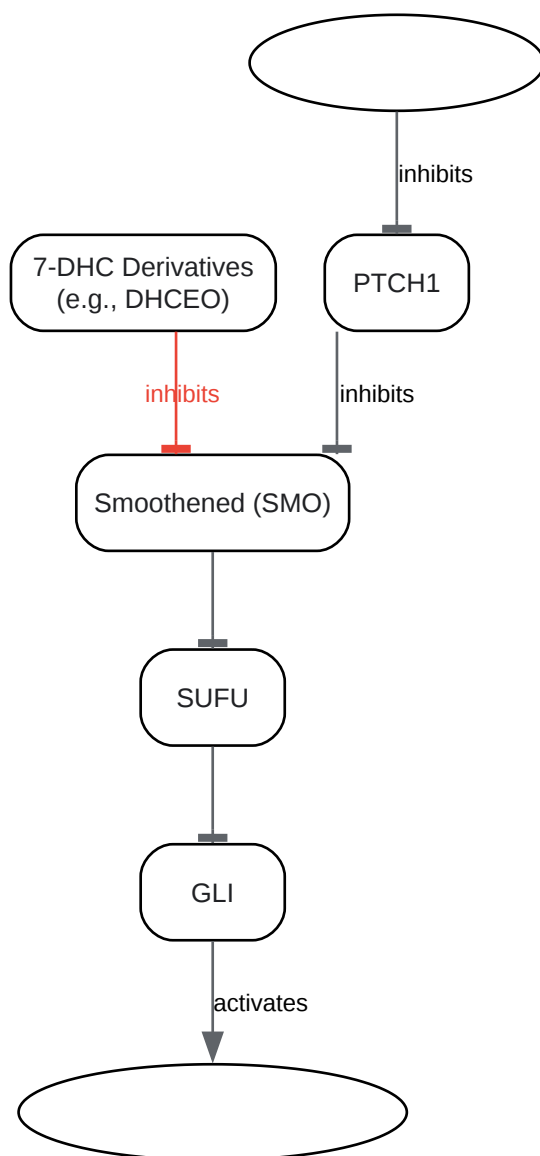 inhibits
7-DHC Derivatives
(e.g., DHCEO)
PTCH1
inhibits
inhibits
Smoothened (SMO)
SUFU
GLI
activates